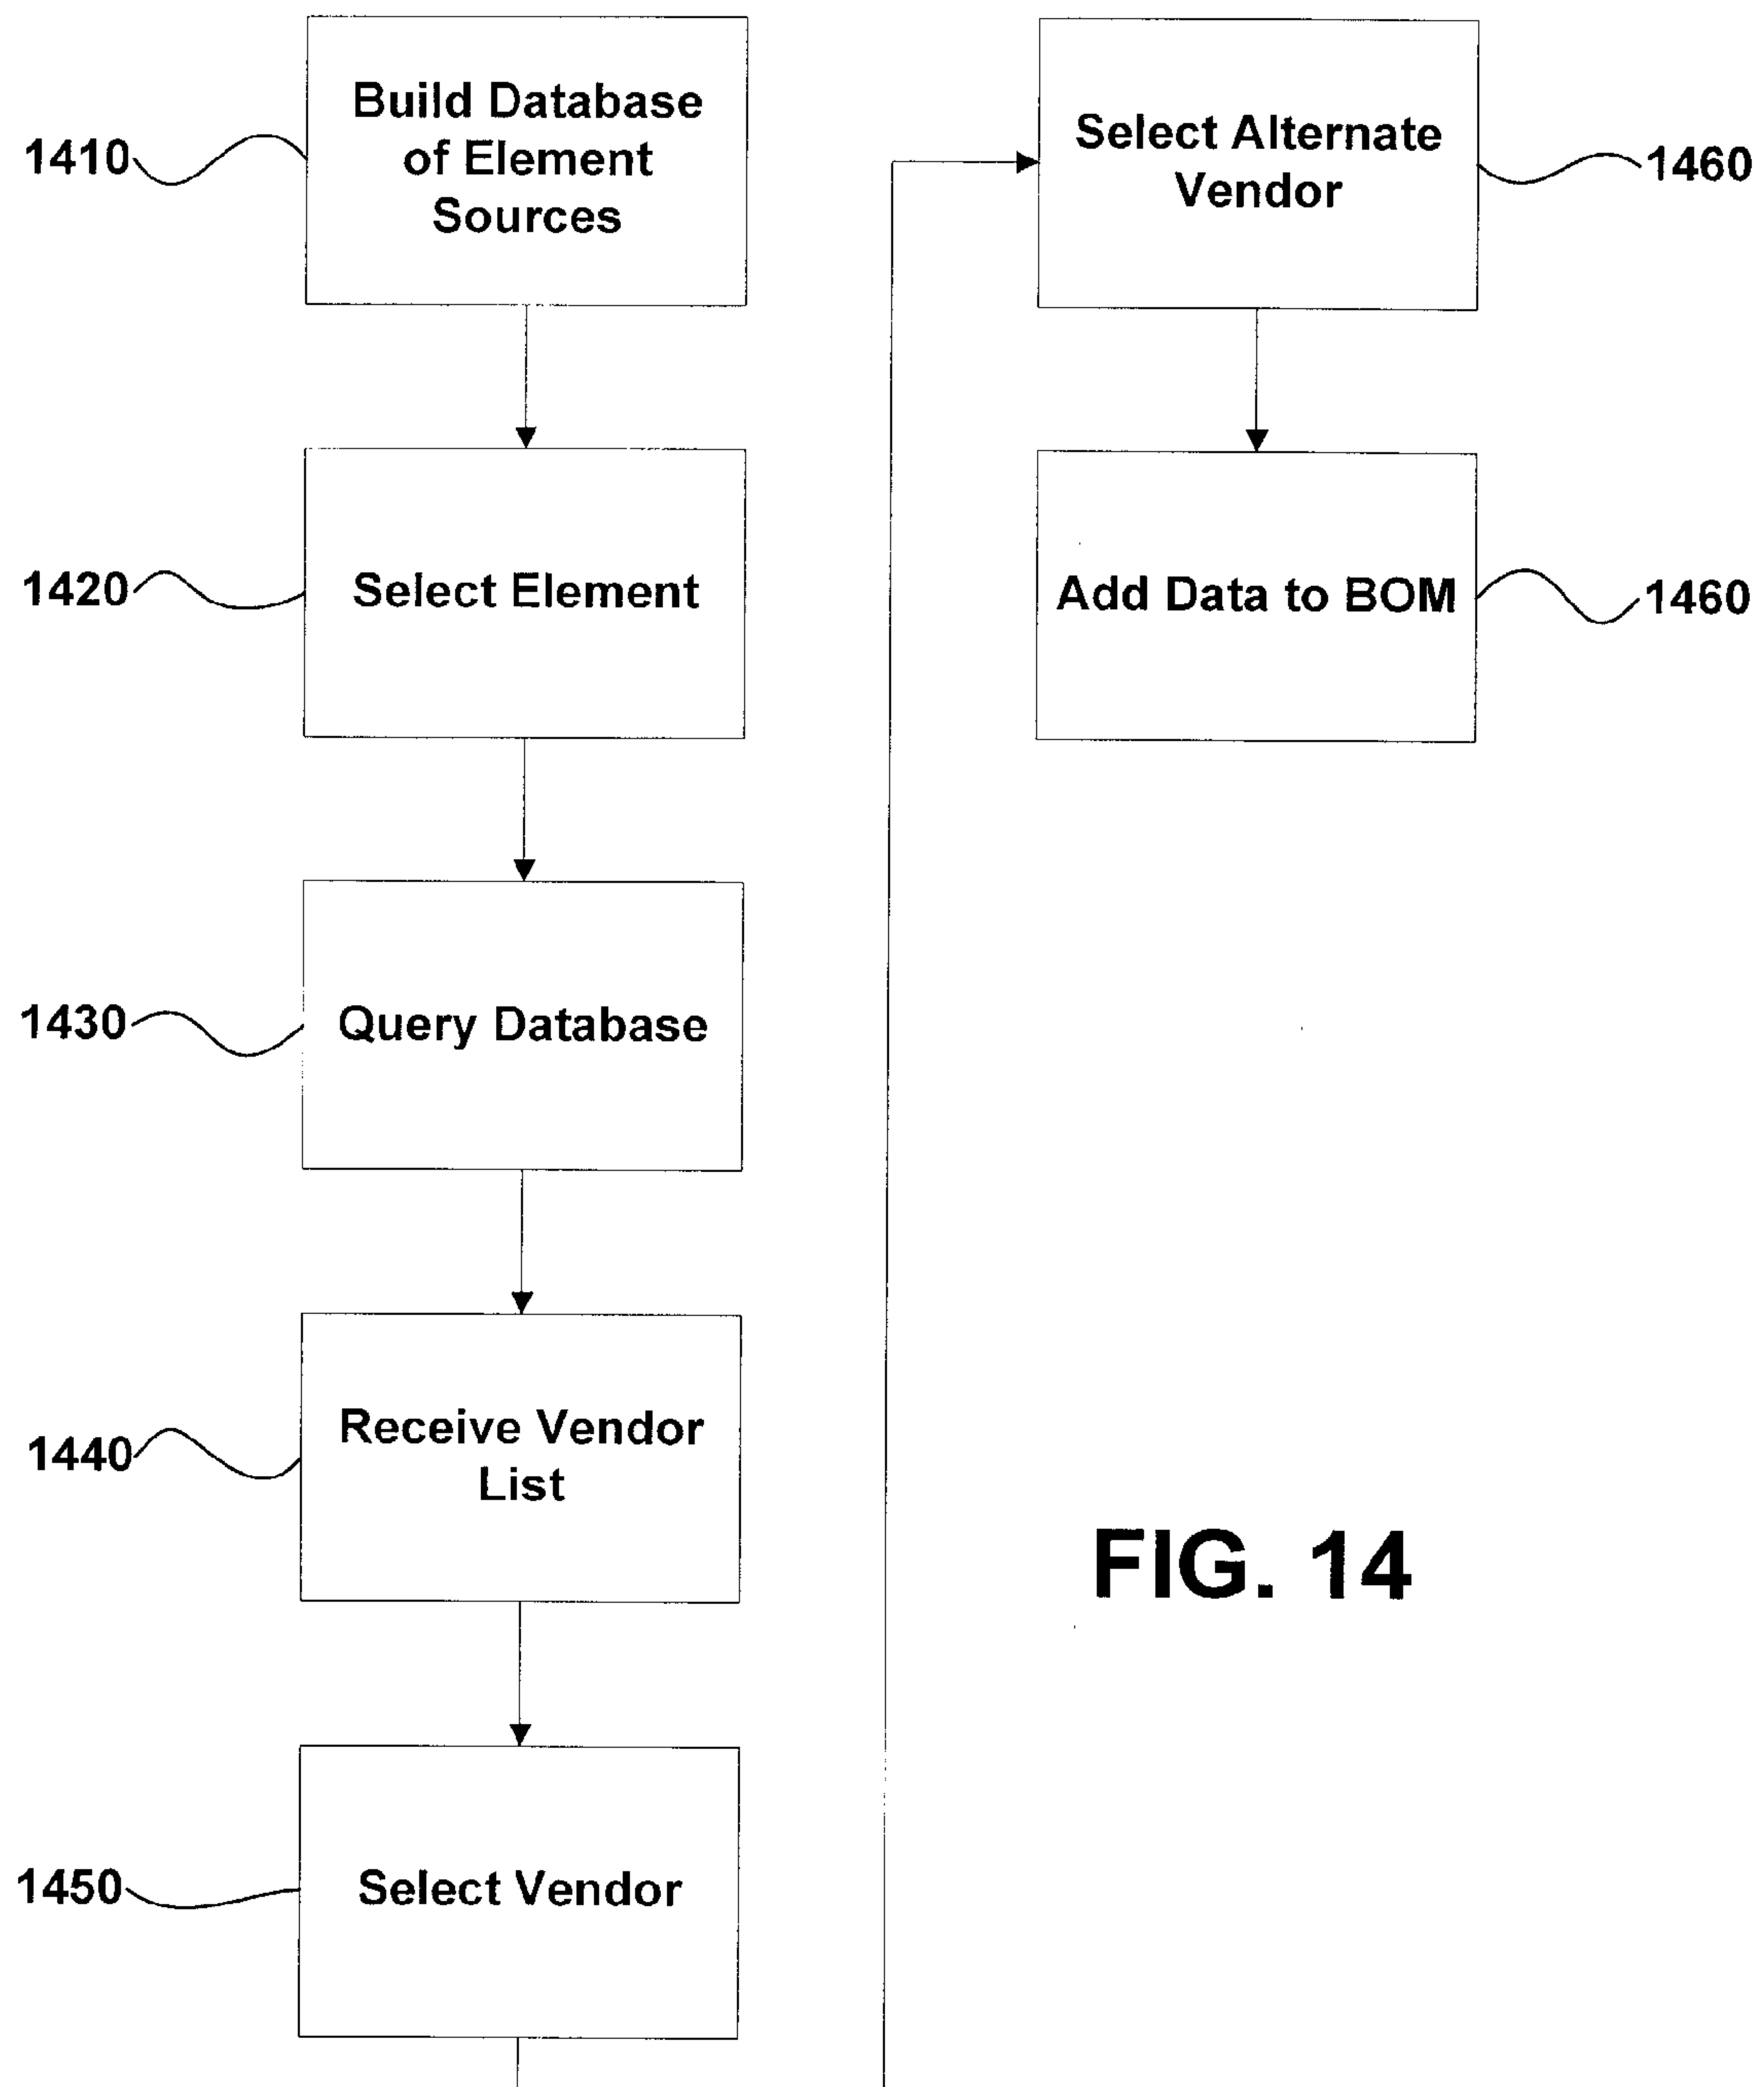 1410
Build Database
of Element
Sources
1420
Select Element
1430
Query Database
1440
Receive Vendor
List
1450
Select Vendor
Select Alternate
Vendor
1460
Add Data to BOM
1460
FIG. 14